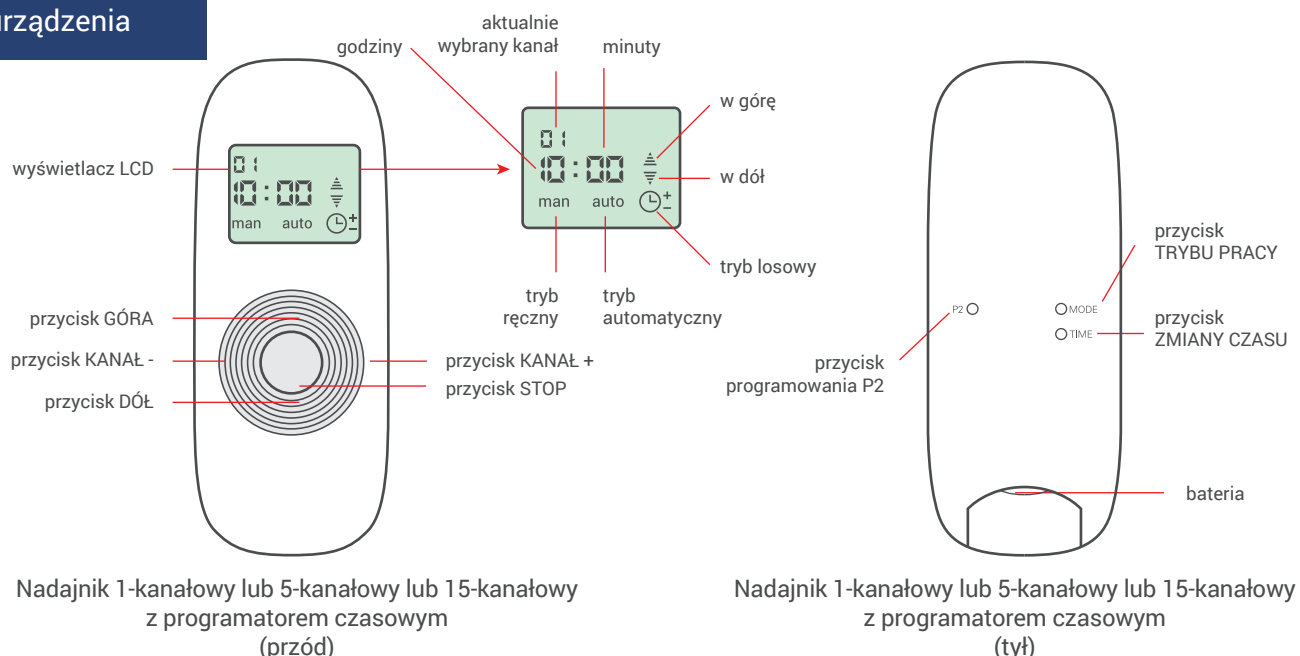 urządzenia
aktualnie
wybrany kanał
godziny
minuty
w górę
w dół
wyświetlacz LCD
01
10:00
man auto
01
10:00
man auto
tryb losowy
tryb
ręczny
tryb
automatyczny
przycisk GÓRA
przycisk KANAŁ -
przycisk DÓŁ
przycisk KANAŁ +
przycisk STOP
przycisk
TRYBU PRACY
P2
MODE
TIME
przycisk
ZMIANY CZASU
przycisk
programowania P2
bateria
Nadajnik 1-kanałowy lub 5-kanałowy lub 15-kanałowy
z programatorem czasowym
(przód)
Nadajnik 1-kanałowy lub 5-kanałowy lub 15-kanałowy
z programatorem czasowym
(tył)